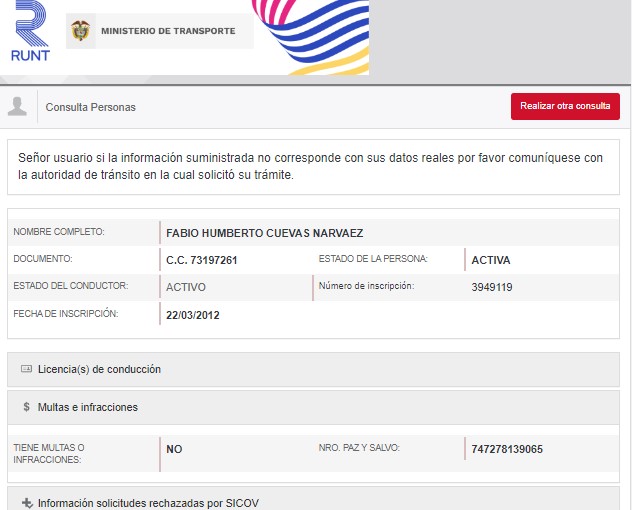 RUNT
MINISTERIO DE TRANSPORTE
Consulta Personas
Realizar otra consulta
Señor usuario si la información suministrada no corresponde con sus datos reales por favor comuníquese con
la autoridad de tránsito en la cual solicitó su trámite.
NOMBRE COMPLETO: FABIO HUMBERTO CUEVAS NARVAEZ
DOCUMENTO: C.C. 73197261 ESTADO DE LA PERSONA: ACTIVA
ESTADO DEL CONDUCTOR: ACTIVO Número de inscripción: 3949119
FECHA DE INSCRIPCIÓN: 22/03/2012
Licencia(s) de conducción
$ Multas e infracciones
TIENE MULTAS O
INFRACCIONES: NO NRO. PAZ Y SALVO: 747278139065
Información solicitudes rechazadas por SICOV